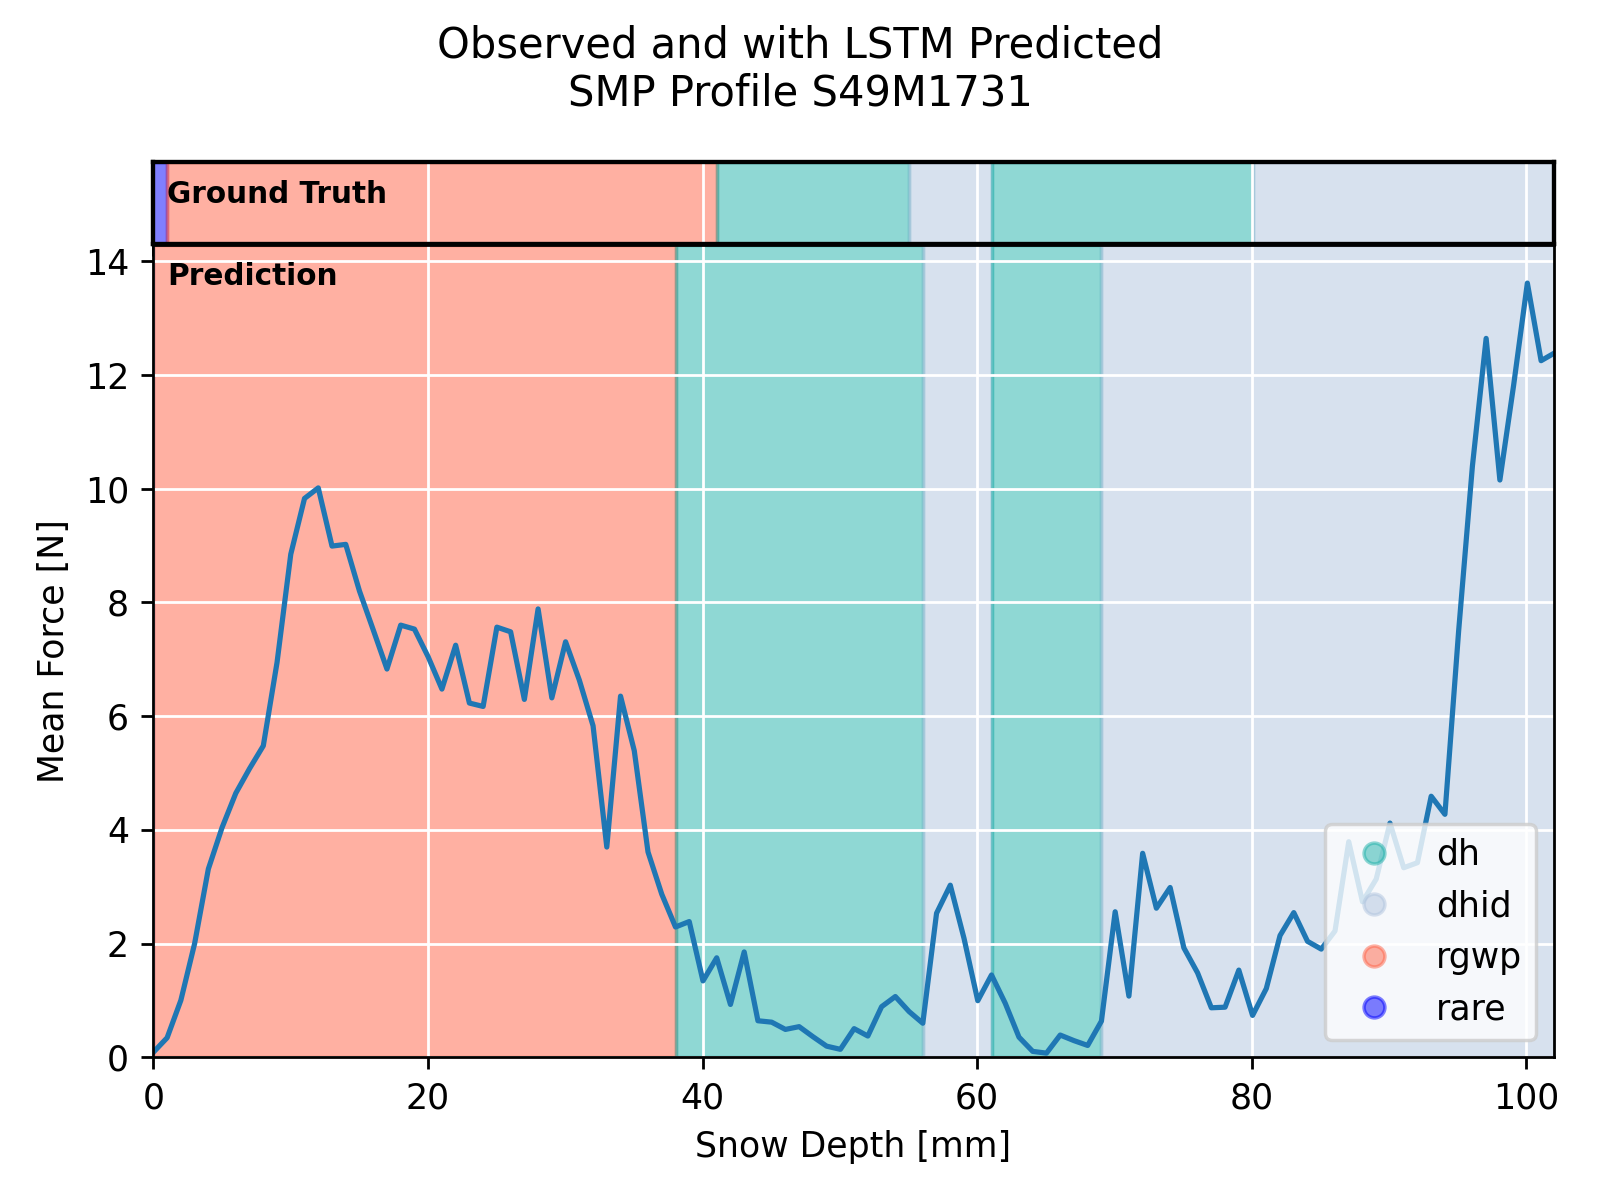 Observed and with LSTM Predicted
SMP Profile S49M1731
Ground Truth
Prediction
14
12
10
8
6
4
2
0
Mean Force [N]
dh
dhid
rgwp
rare
0 20 40 60 80 100
Snow Depth [mm]